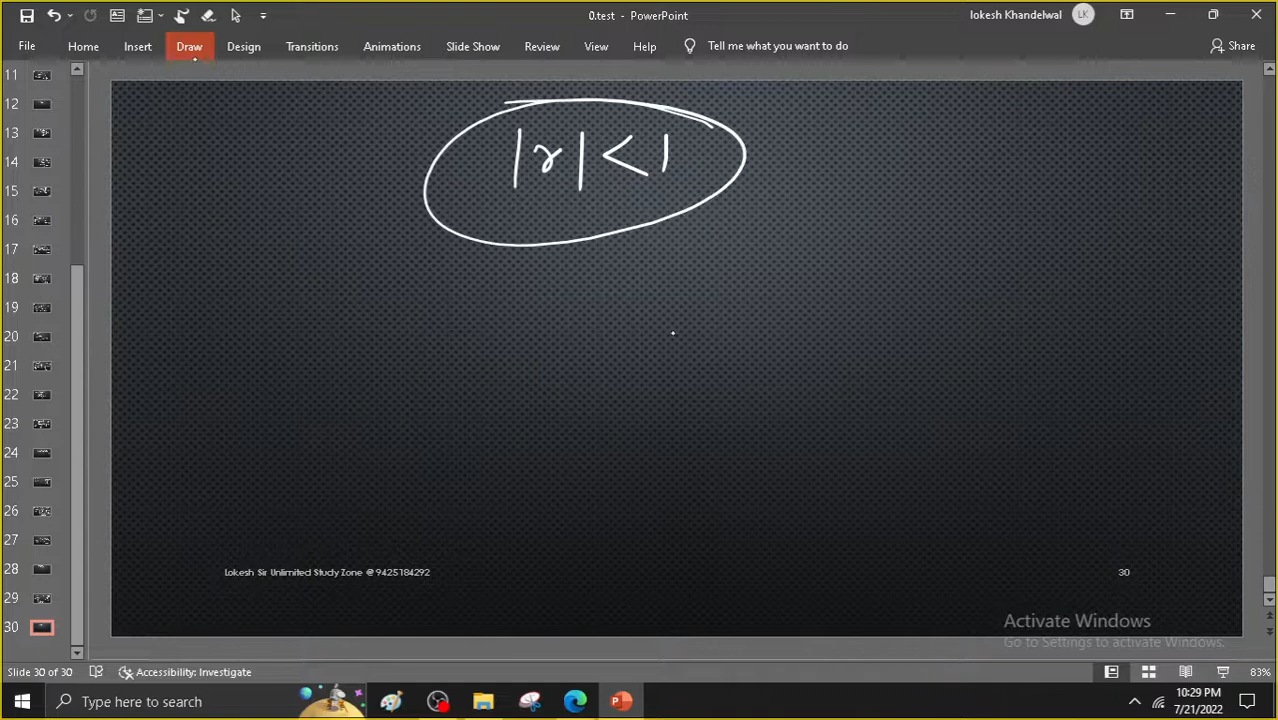 0.test - PowerPoint
lokesh Khandelwal LK
File Home Insert Draw Design Transitions Animations Slide Show Review View Help Tell me what you want to do Share
11
12
13
14
15
16
17
18
19
20
21
22
23
24
25
26
27
28
29
30
|r| < 1
Lokesh Sir Unlimited Study Zone @ 9425184292
30
Activate Windows
Go to Settings to activate Windows.
Slide 30 of 30 Accessibility: Investigate 83%
Type here to search
10:29 PM
7/21/2022